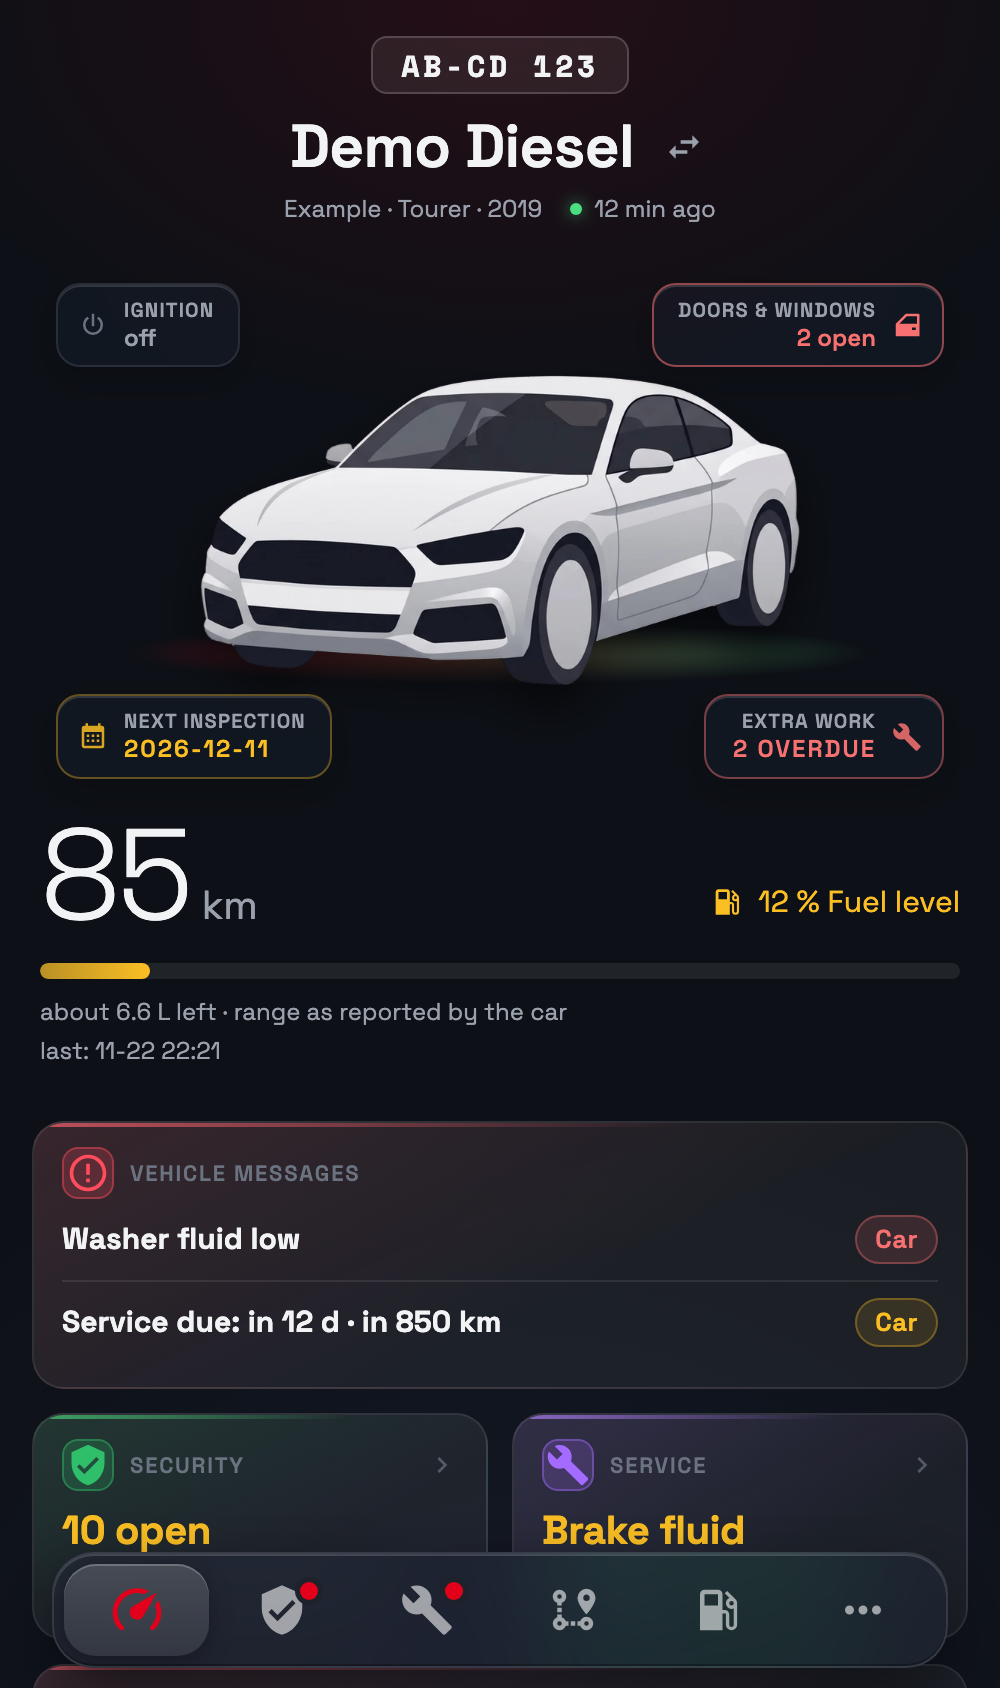 AB-CD 123
Demo Diesel
Example · Tourer · 2019 12 min ago
IGNITION
off
DOORS & WINDOWS
2 open
NEXT INSPECTION
2026-12-11
EXTRA WORK
2 OVERDUE
85 km
12 % Fuel level
about 6.6 L left · range as reported by the car
last: 11-22 22:21
VEHICLE MESSAGES
Washer fluid low Car
Service due: in 12 d · in 850 km Car
SECURITY
10 open
SERVICE
Brake fluid